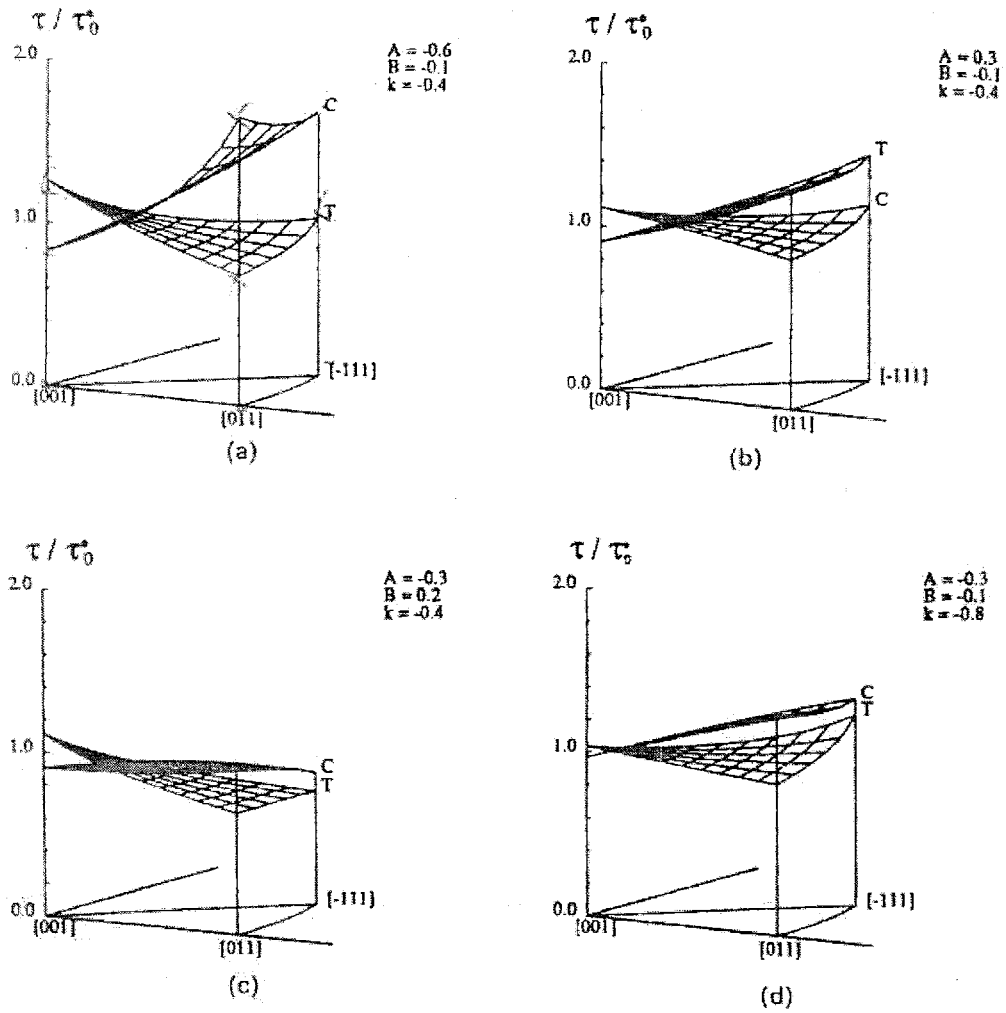 τ / τ₀*
2.0
A = -0.6
B = -0.1
k = -0.4
C
T
1.0
0.0
[001]
[-111]
[011]
(a)
τ / τ₀*
2.0
A = 0.3
B = -0.1
k = -0.4
T
C
1.0
0.0
[001]
[-111]
[011]
(b)
τ / τ₀*
2.0
A = -0.3
B = 0.2
k = -0.4
1.0
C
T
0.0
[001]
[-111]
[011]
(c)
τ / τ₀*
2.0
A = -0.3
B = -0.1
k = -0.8
C
T
1.0
0.0
[001]
[-111]
[011]
(d)